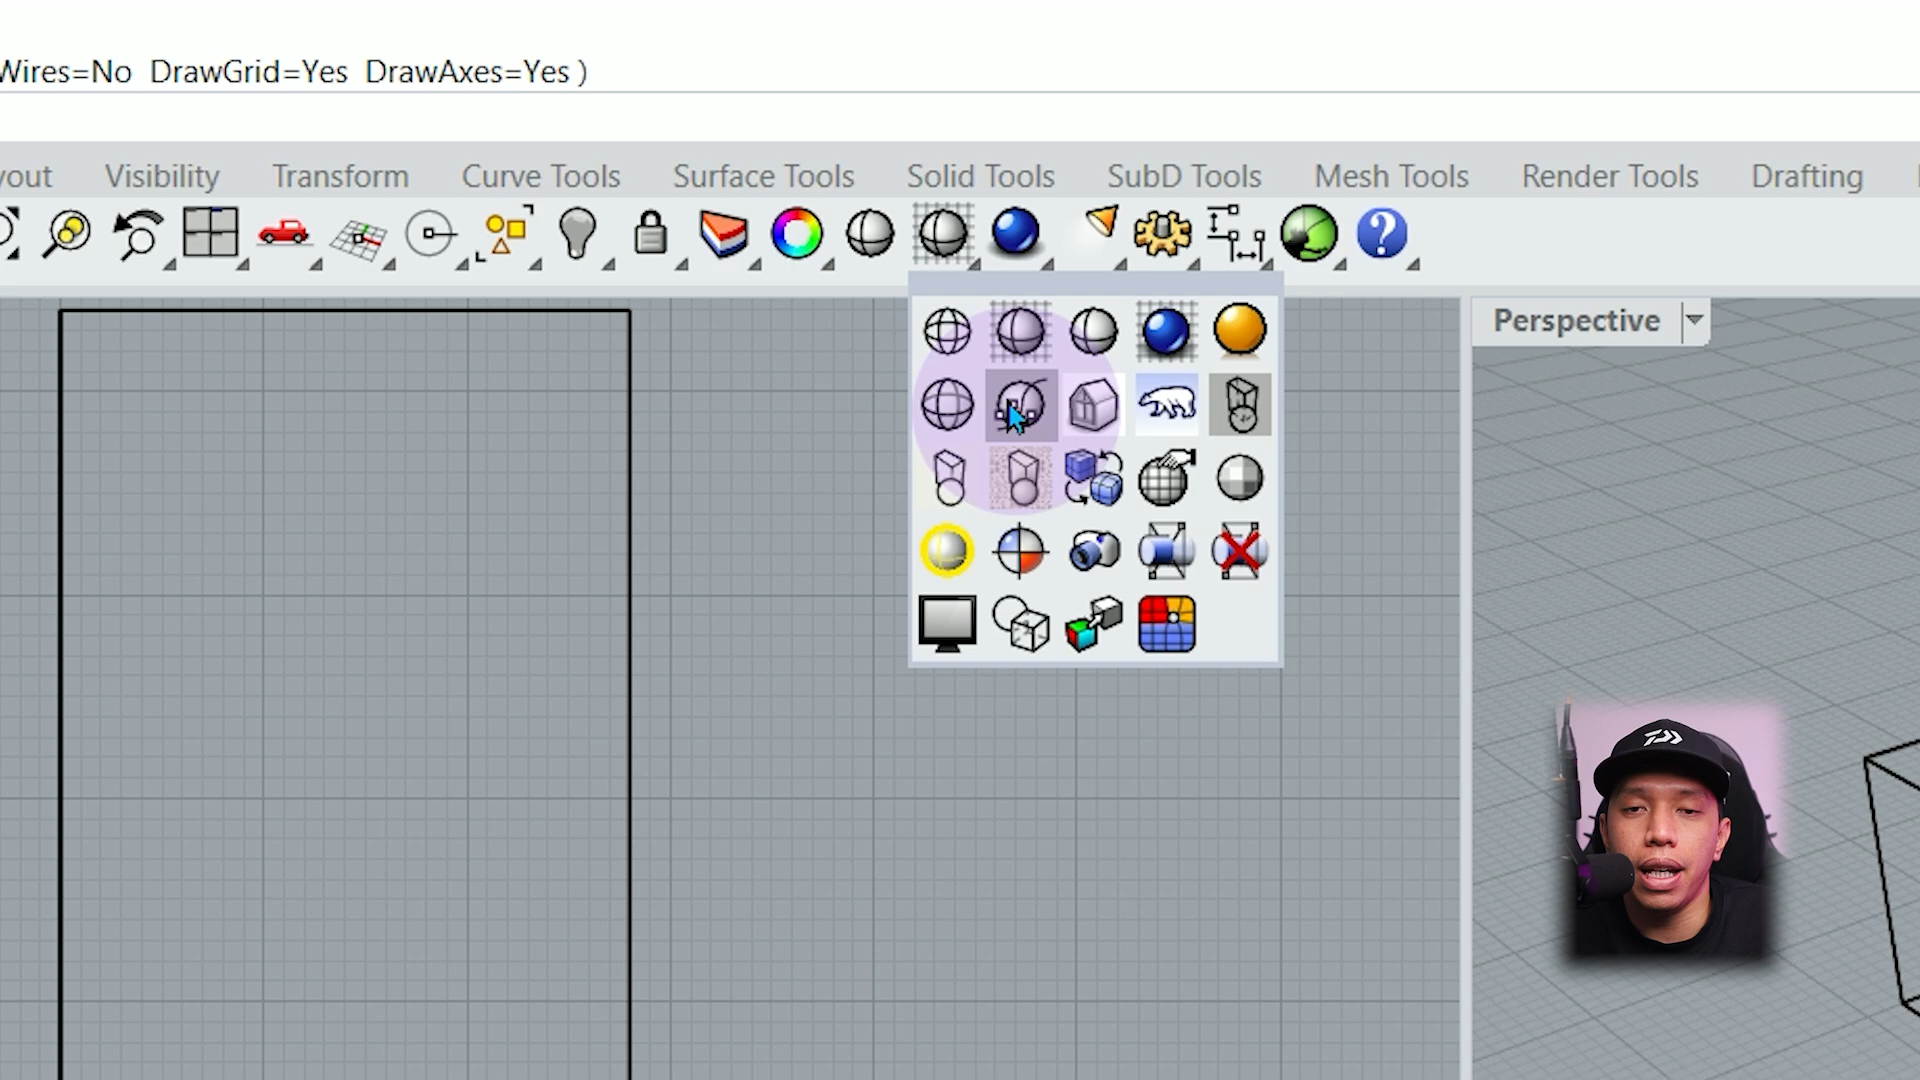 Wires=No DrawGrid=Yes DrawAxes=Yes )
yout Visibility Transform Curve Tools Surface Tools Solid Tools SubD Tools Mesh Tools Render Tools Drafting
?
Perspective